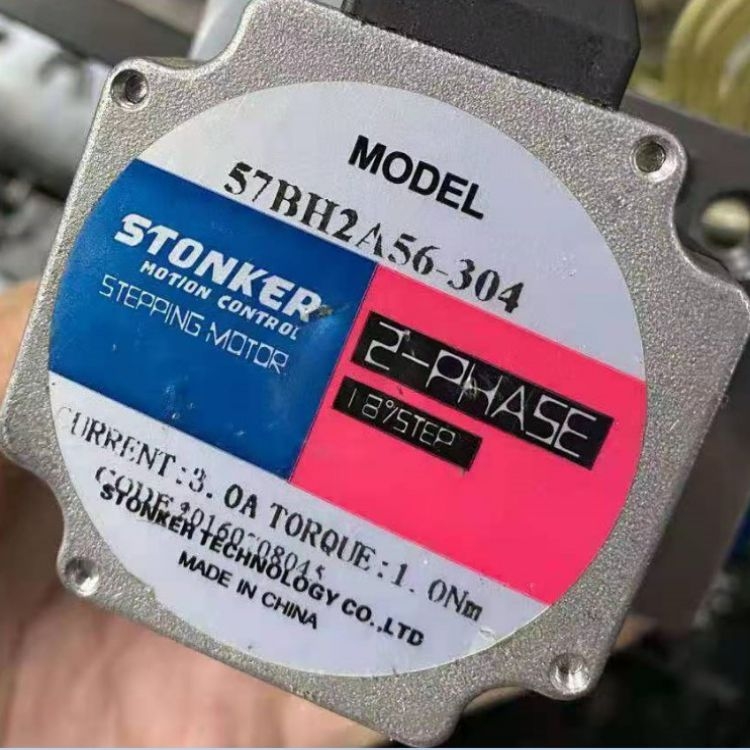 MODEL
57BH2A56-304
STONKER
MOTION CONTROL
STEPPING MOTOR
2-PHASE
1.8°/STEP
CURRENT:3.0A TORQUE:1.0Nm
CODE
STONKER TECHNOLOGY CO.,LTD
MADE IN CHINA